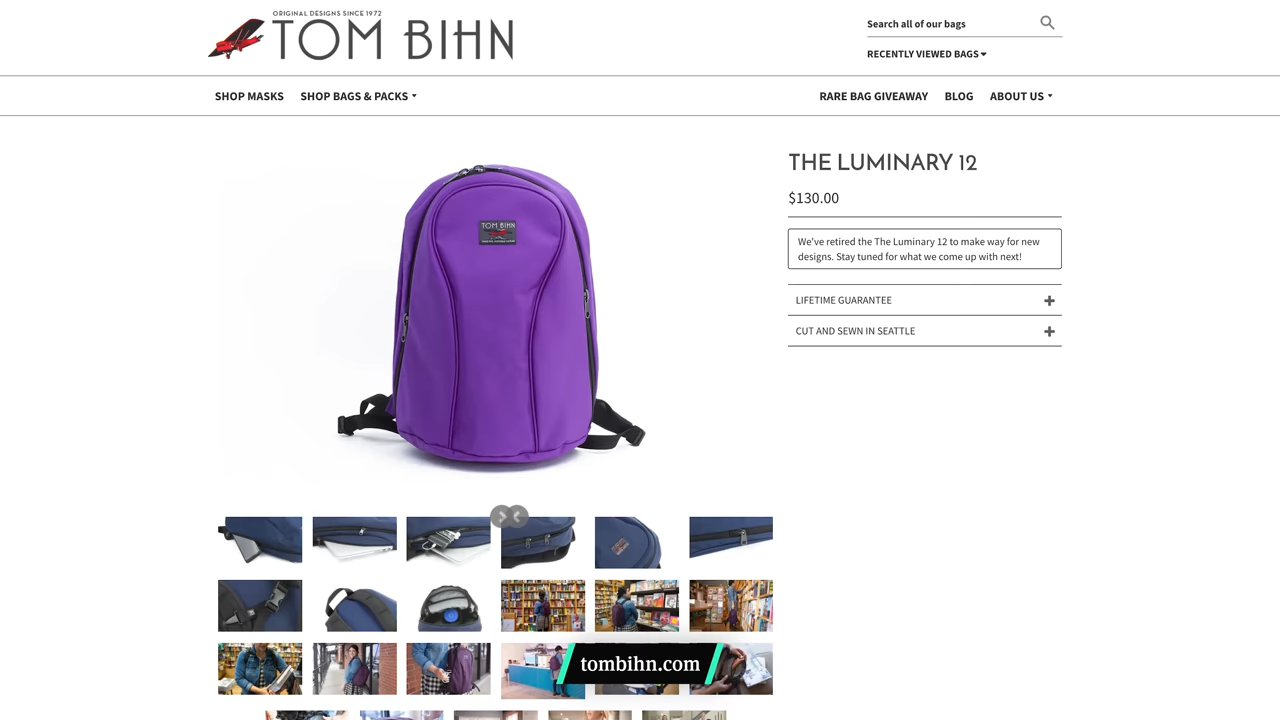 ORIGINAL DESIGNS SINCE 1972
TOM BIHN
Search all of our bags
RECENTLY VIEWED BAGS
SHOP MASKS
SHOP BAGS & PACKS
RARE BAG GIVEAWAY
BLOG
ABOUT US
THE LUMINARY 12
$130.00
We've retired the The Luminary 12 to make way for new
designs. Stay tuned for what we come up with next!
LIFETIME GUARANTEE
CUT AND SEWN IN SEATTLE
TOM BIHN
tombihn.com